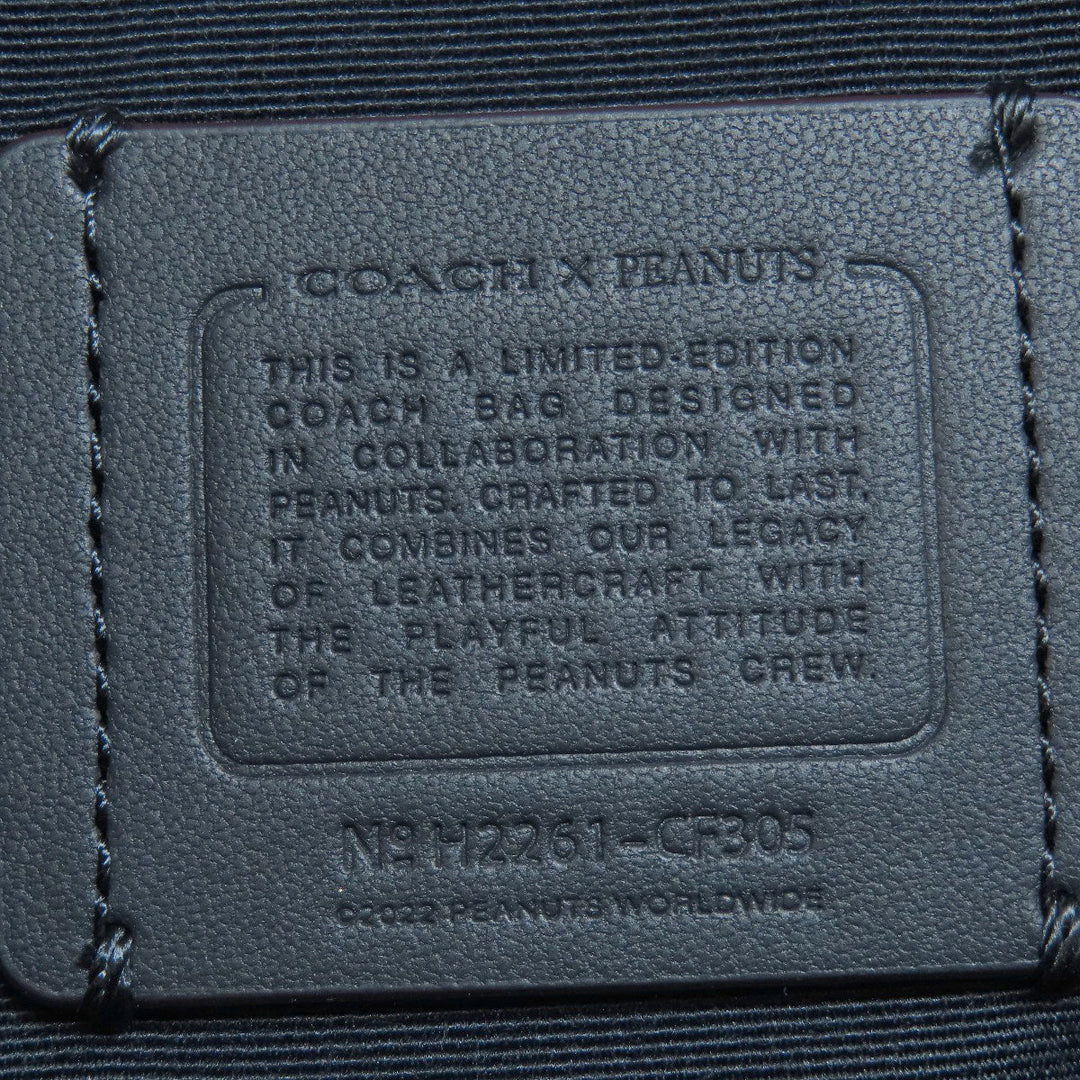 COACH X PEANUTS
THIS IS A LIMITED-EDITION
COACH BAG DESIGNED
IN COLLABORATION WITH
PEANUTS. CRAFTED TO LAST,
IT COMBINES OUR LEGACY
OF LEATHERCRAFT WITH
THE PLAYFUL ATTITUDE
OF THE PEANUTS CREW.
Nº H2261-CF305
©2022 PEANUTS WORLDWIDE